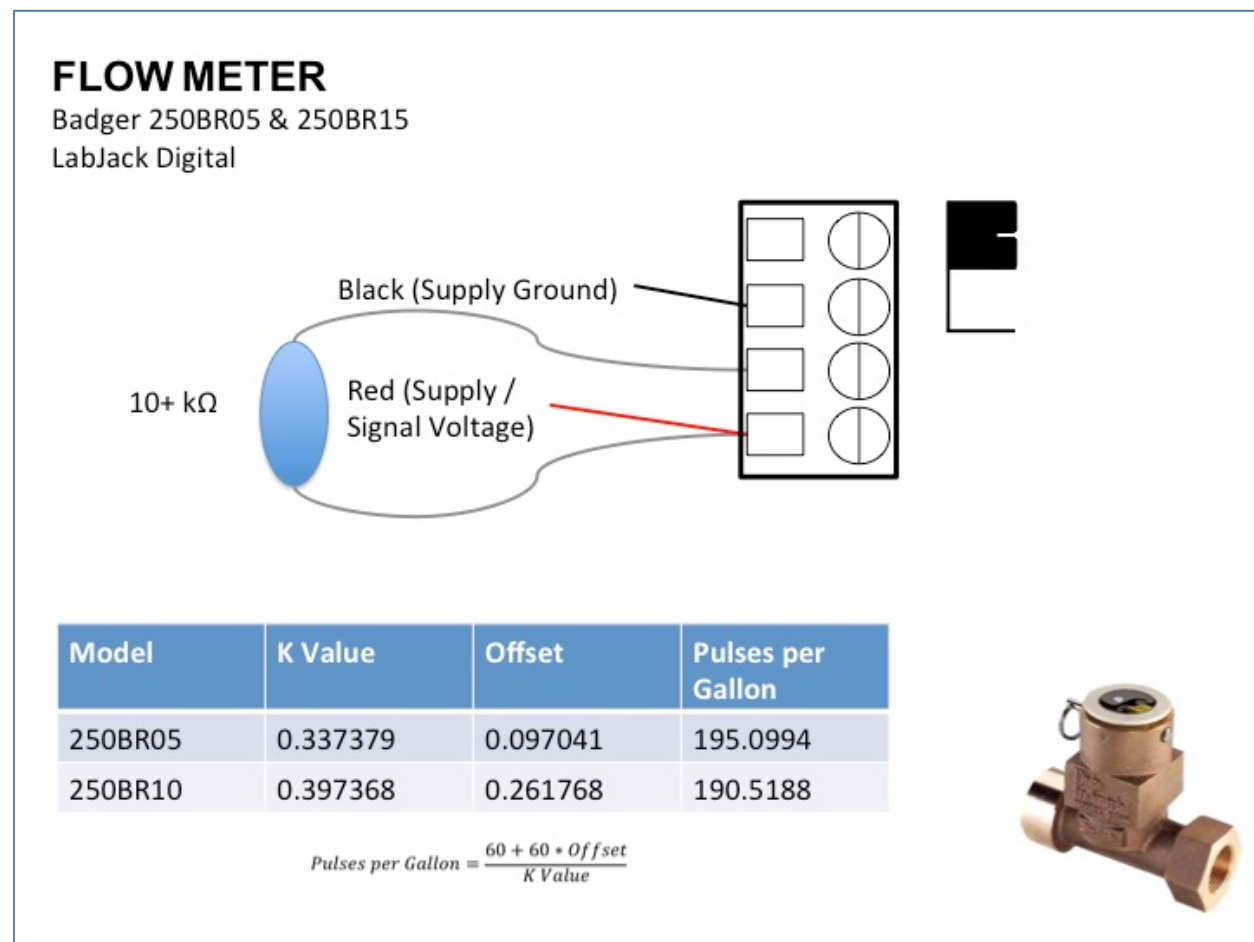 FLOW METER
Badger 250BR05 & 250BR15
LabJack Digital
Black (Supply Ground)
10+ kΩ
Red (Supply /
Signal Voltage)
Model K Value Offset Pulses per
Gallon
250BR05 0.337379 0.097041 195.0994
250BR10 0.397368 0.261768 190.5188
Pulses per Gallon = 60 + 60 * Offset
K Value